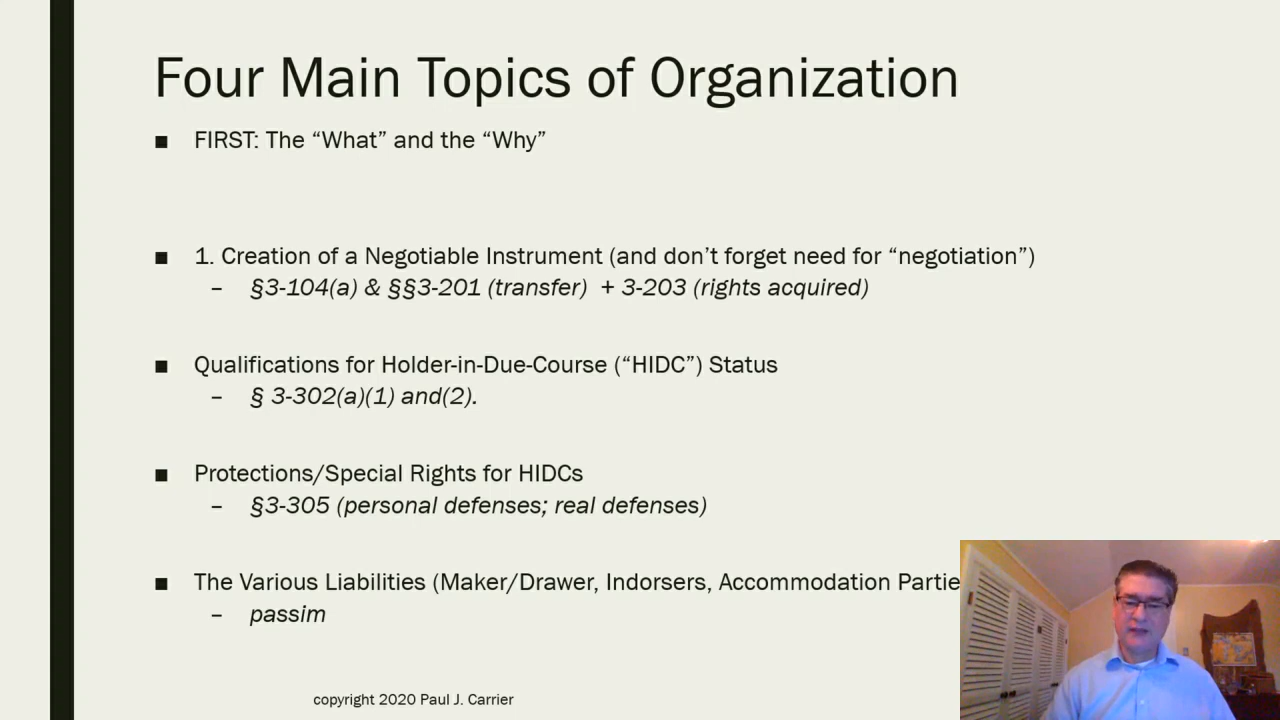 Four Main Topics of Organization
■ FIRST: The “What” and the “Why”
■ 1. Creation of a Negotiable Instrument (and don’t forget need for “negotiation”)
– §3-104(a) & §§3-201 (transfer) + 3-203 (rights acquired)
■ Qualifications for Holder-in-Due-Course (“HIDC”) Status
– § 3-302(a)(1) and(2).
■ Protections/Special Rights for HIDCs
– §3-305 (personal defenses; real defenses)
■ The Various Liabilities (Maker/Drawer, Indorsers, Accommodation Partie
– passim
copyright 2020 Paul J. Carrier